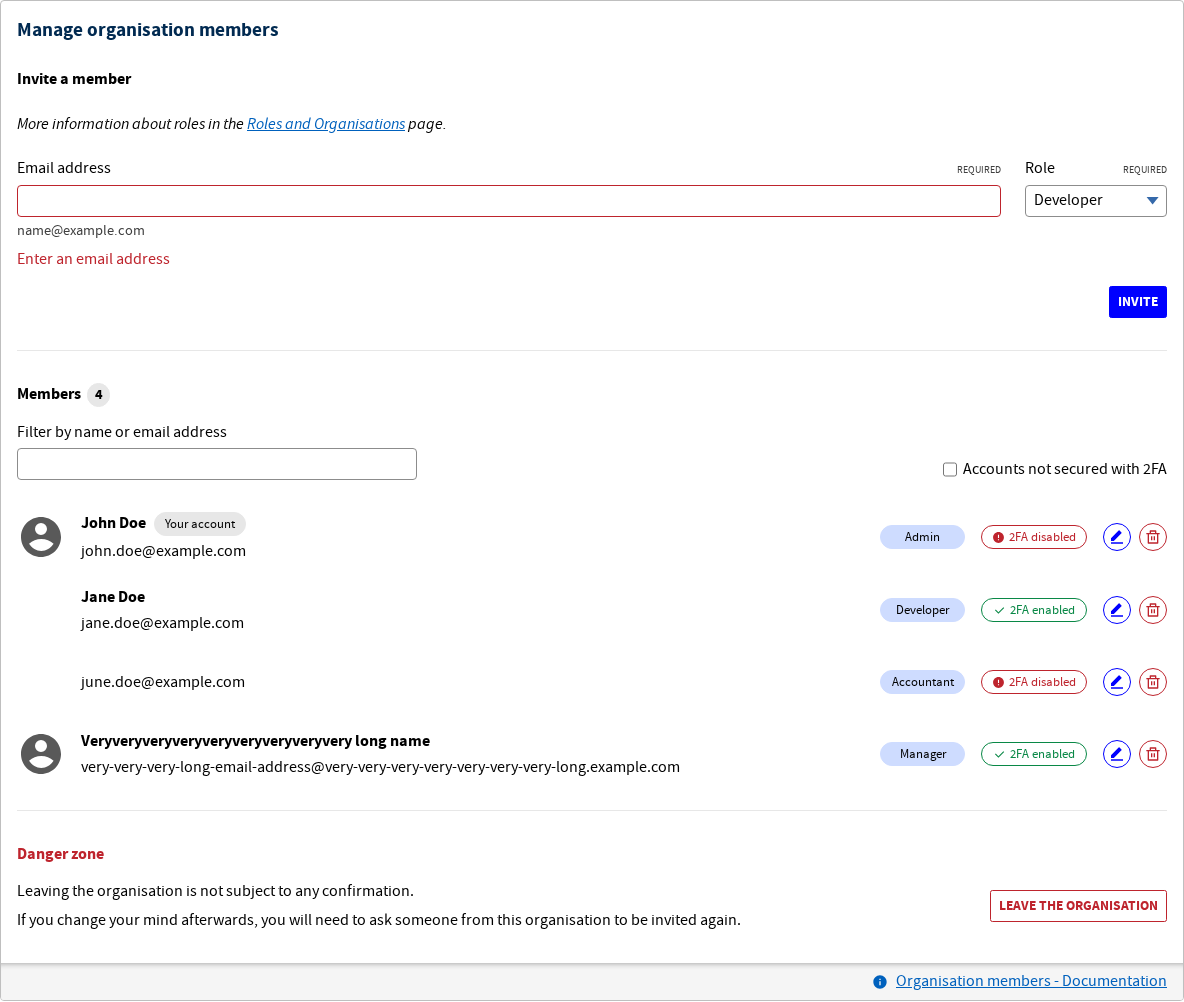 Manage organisation members
Invite a member
More information about roles in the Roles and Organisations page.
Email address REQUIRED Role REQUIRED
Developer
name@example.com
Enter an email address
INVITE
Members 4
Filter by name or email address
Accounts not secured with 2FA
John Doe Your account
john.doe@example.com
Admin 2FA disabled
Jane Doe
jane.doe@example.com
Developer 2FA enabled
june.doe@example.com
Accountant 2FA disabled
Veryveryveryveryveryveryveryveryvery long name
very-very-very-long-email-address@very-very-very-very-very-very-very-long.example.com
Manager 2FA enabled
Danger zone
Leaving the organisation is not subject to any confirmation.
If you change your mind afterwards, you will need to ask someone from this organisation to be invited again.
LEAVE THE ORGANISATION
Organisation members - Documentation